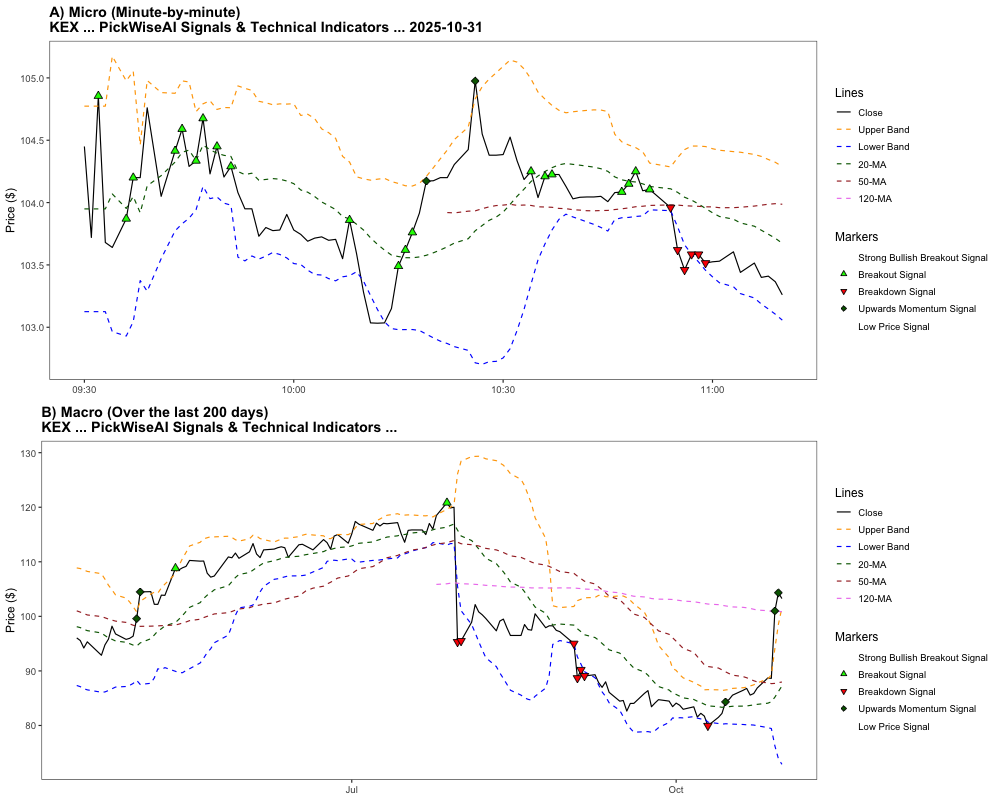 A) Micro (Minute-by-minute)
KEX ... PickWiseAI Signals & Technical Indicators ... 2025-10-31
Price ($)
105.0
104.5
104.0
103.5
103.0
09:30
10:00
10:30
11:00
Lines
Close
Upper Band
Lower Band
20-MA
50-MA
120-MA
Markers
Strong Bullish Breakout Signal
Breakout Signal
Breakdown Signal
Upwards Momentum Signal
Low Price Signal
B) Macro (Over the last 200 days)
KEX ... PickWiseAI Signals & Technical Indicators ...
Price ($)
130
120
110
100
90
80
Jul
Oct
Lines
Close
Upper Band
Lower Band
20-MA
50-MA
120-MA
Markers
Strong Bullish Breakout Signal
Breakout Signal
Breakdown Signal
Upwards Momentum Signal
Low Price Signal